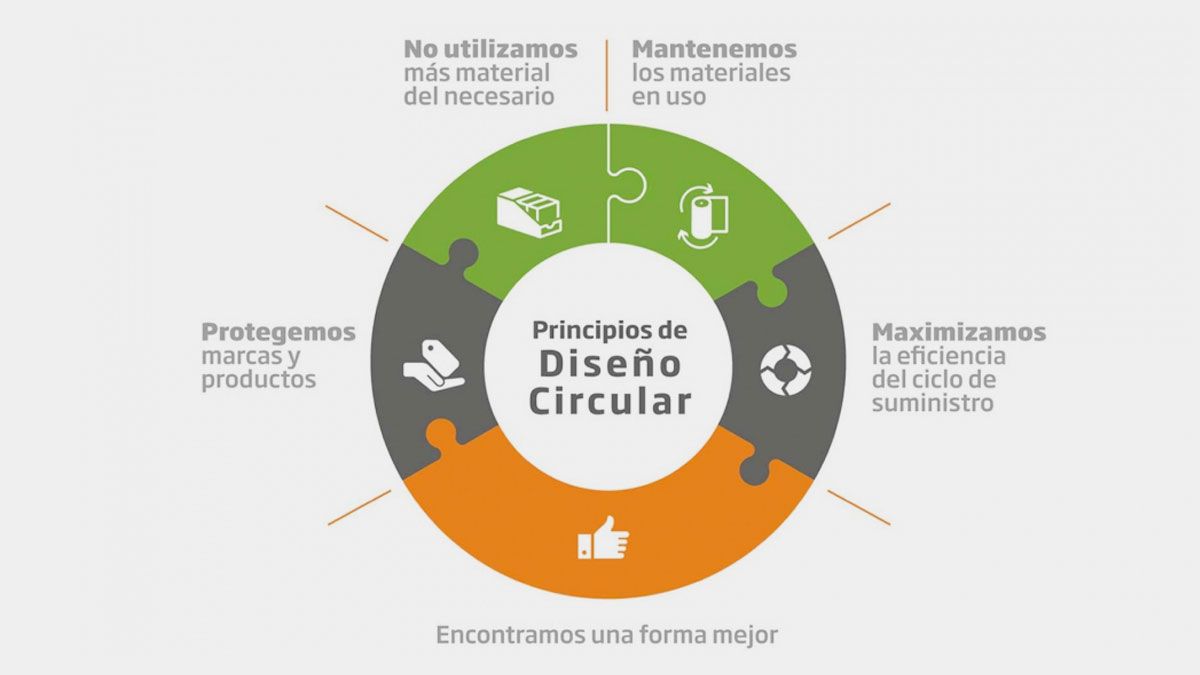 No utilizamos
más material
del necesario
Mantenemos
los materiales
en uso
Protegemos
marcas y
productos
Principios de
Diseño
Circular
Maximizamos
la eficiencia
del ciclo de
suministro
Encontramos una forma mejor